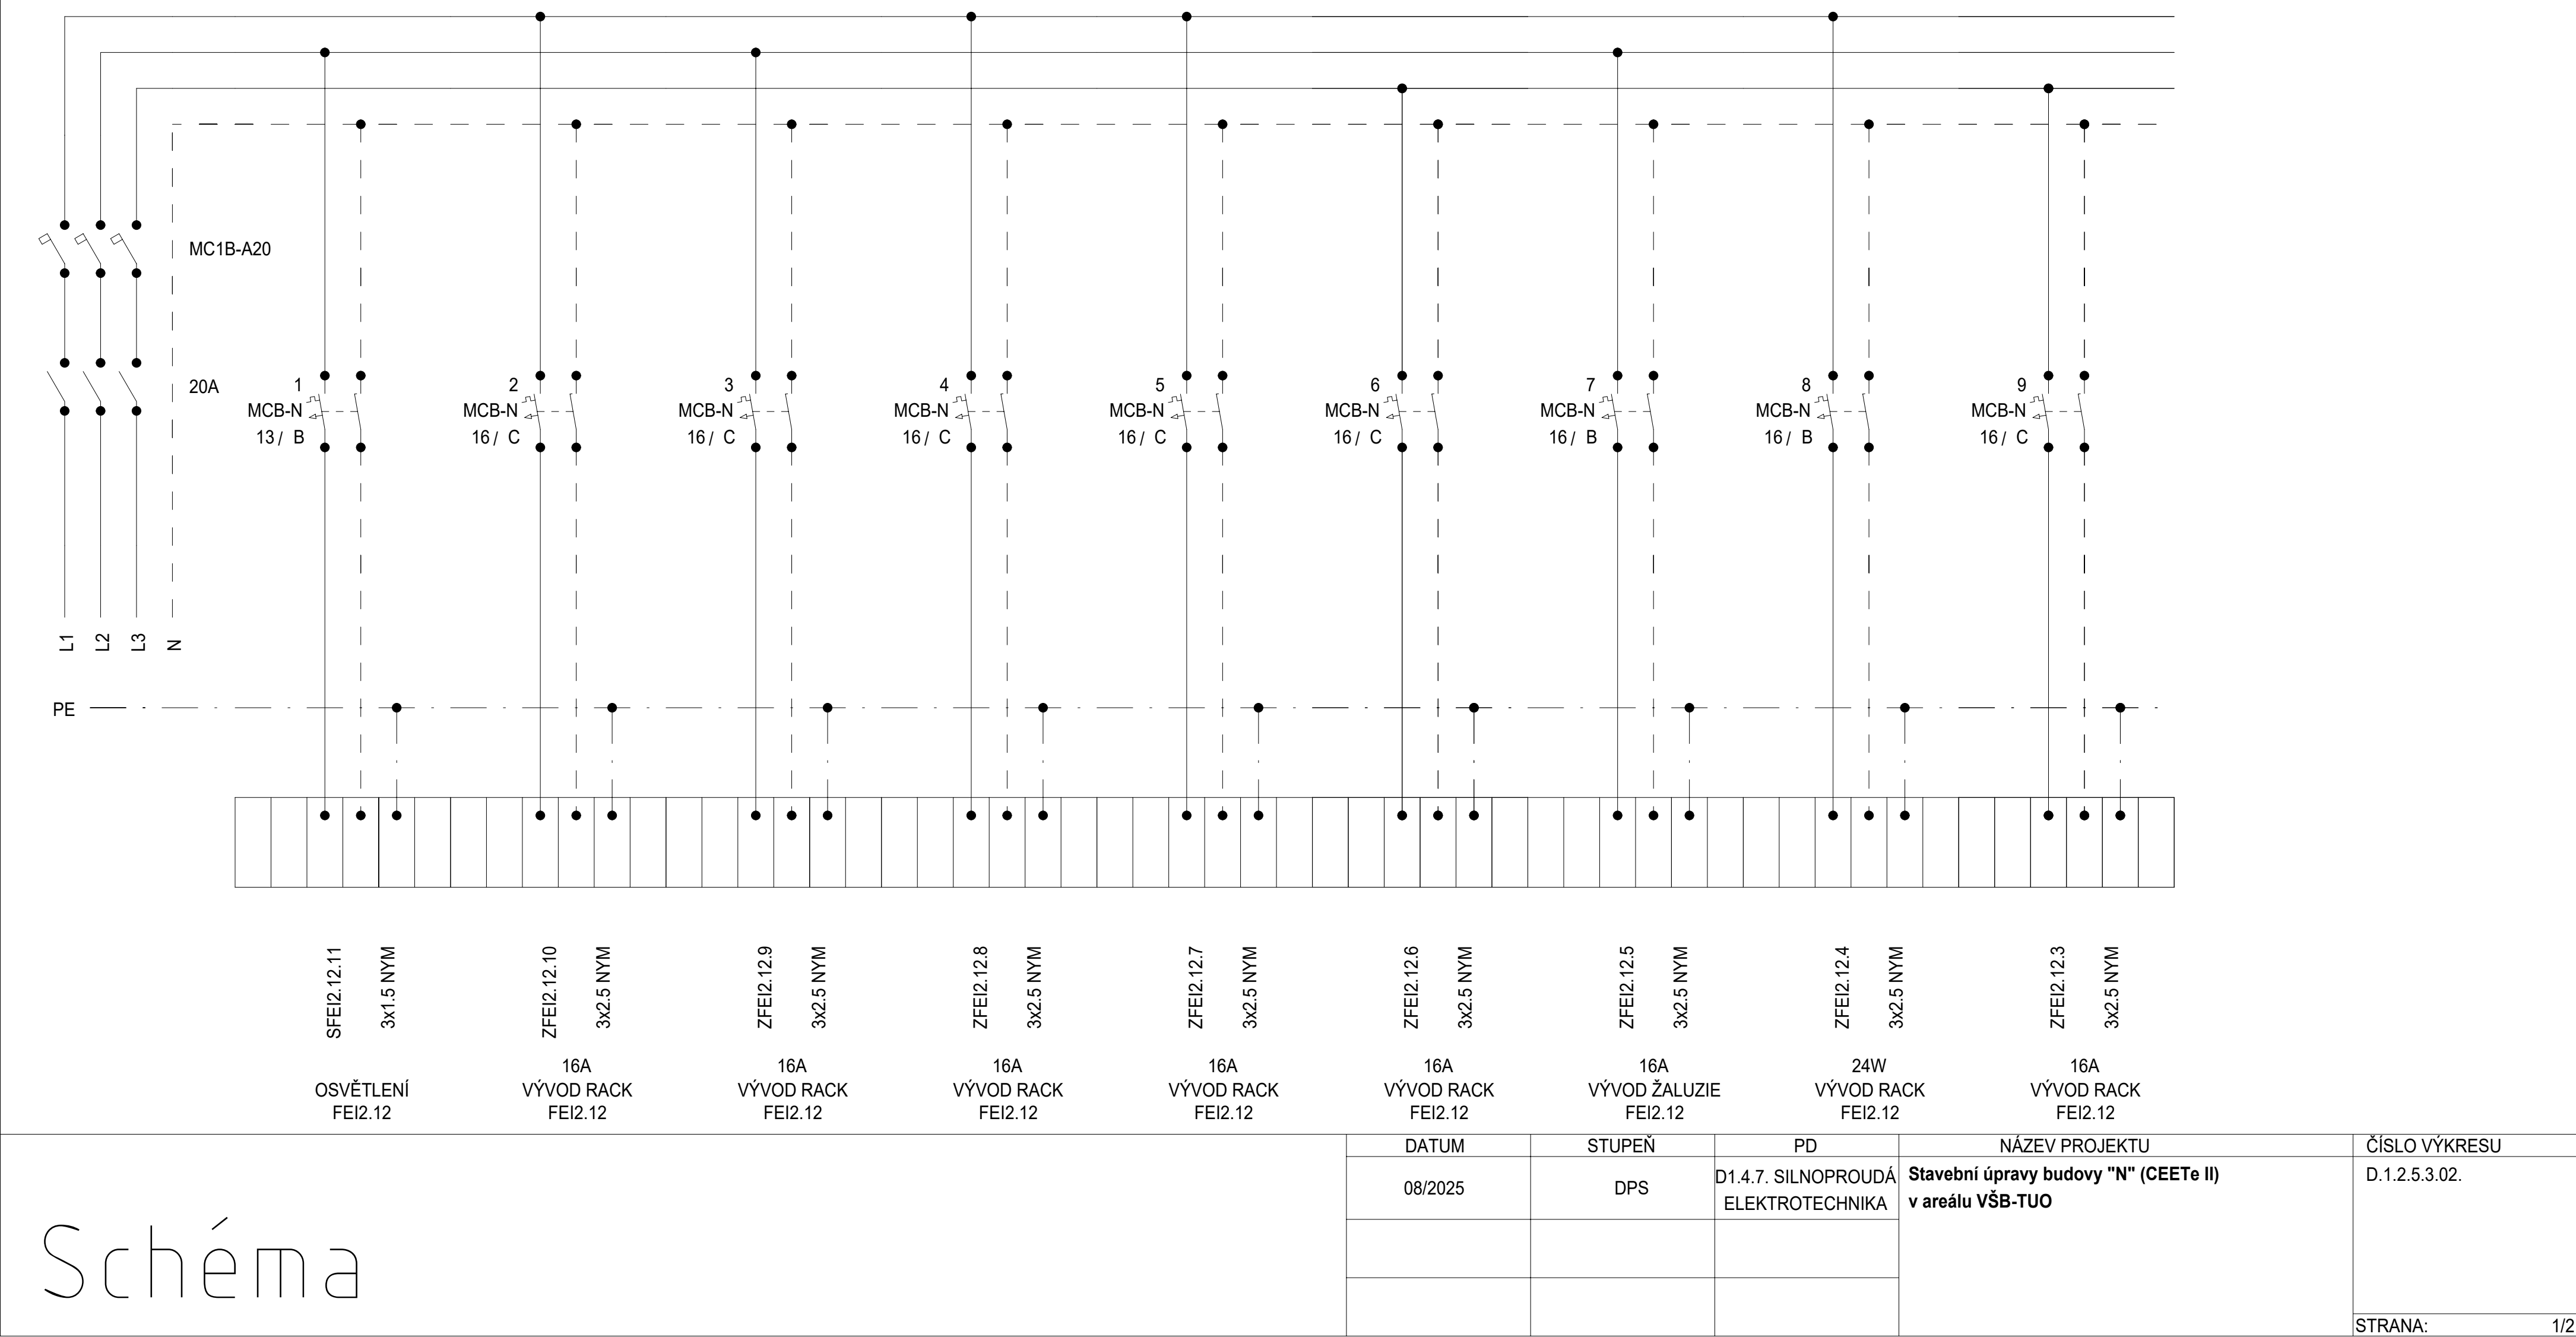 MC1B-A20
20A
1
MCB-N
13 / B
2
MCB-N
16 / C
3
MCB-N
16 / C
4
MCB-N
16 / C
5
MCB-N
16 / C
6
MCB-N
16 / C
7
MCB-N
16 / B
8
MCB-N
16 / B
9
MCB-N
16 / C
L1
L2
L3
N
PE
SFEI2.12.11
3x1.5 NYM
ZFEI2.12.10
3x2.5 NYM
ZFEI2.12.9
3x2.5 NYM
ZFEI2.12.8
3x2.5 NYM
ZFEI2.12.7
3x2.5 NYM
ZFEI2.12.6
3x2.5 NYM
ZFEI2.12.5
3x2.5 NYM
ZFEI2.12.4
3x2.5 NYM
ZFEI2.12.3
3x2.5 NYM
OSVĚTLENÍ
FEI2.12
16A
VÝVOD RACK
FEI2.12
16A
VÝVOD RACK
FEI2.12
16A
VÝVOD RACK
FEI2.12
16A
VÝVOD RACK
FEI2.12
16A
VÝVOD RACK
FEI2.12
16A
VÝVOD ŽALUZIE
FEI2.12
24W
VÝVOD RACK
FEI2.12
16A
VÝVOD RACK
FEI2.12
Schéma
DATUM
08/2025
STUPEŇ
DPS
PD
D1.4.7. SILNOPROUDÁ
ELEKTROTECHNIKA
NÁZEV PROJEKTU
Stavební úpravy budovy "N" (CEETe II)
v areálu VŠB-TUO
ČÍSLO VÝKRESU
D.1.2.5.3.02.
STRANA: 1/2